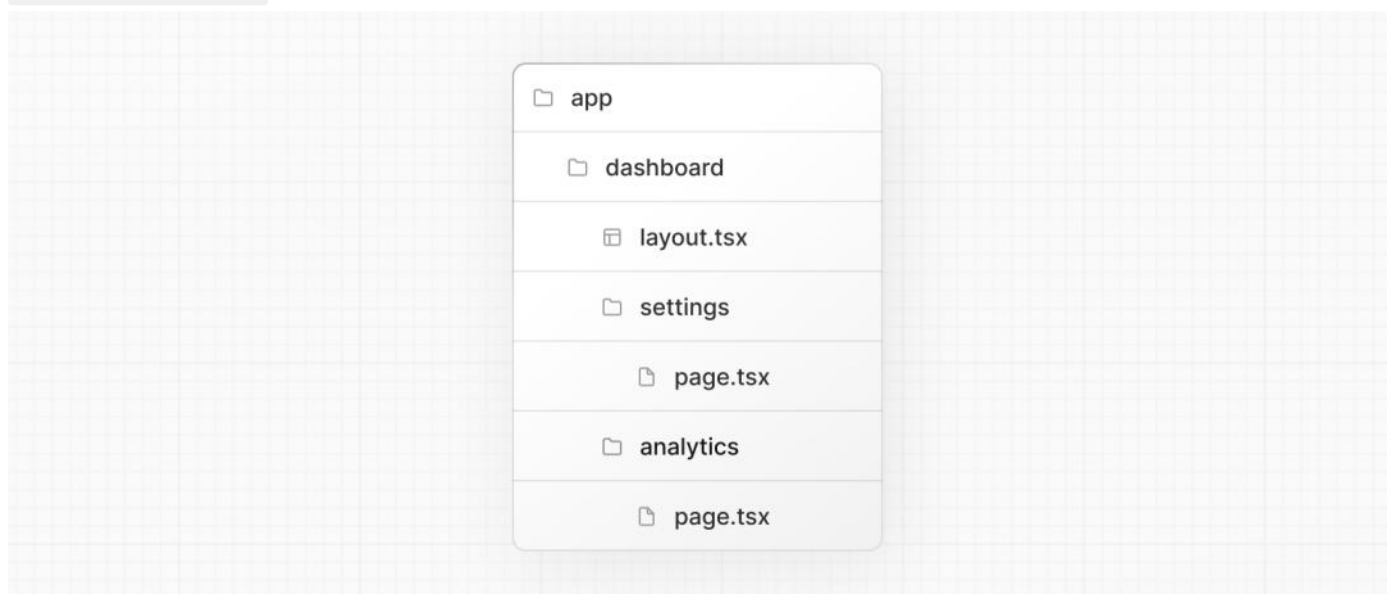 app
dashboard
layout.tsx
settings
page.tsx
analytics
page.tsx